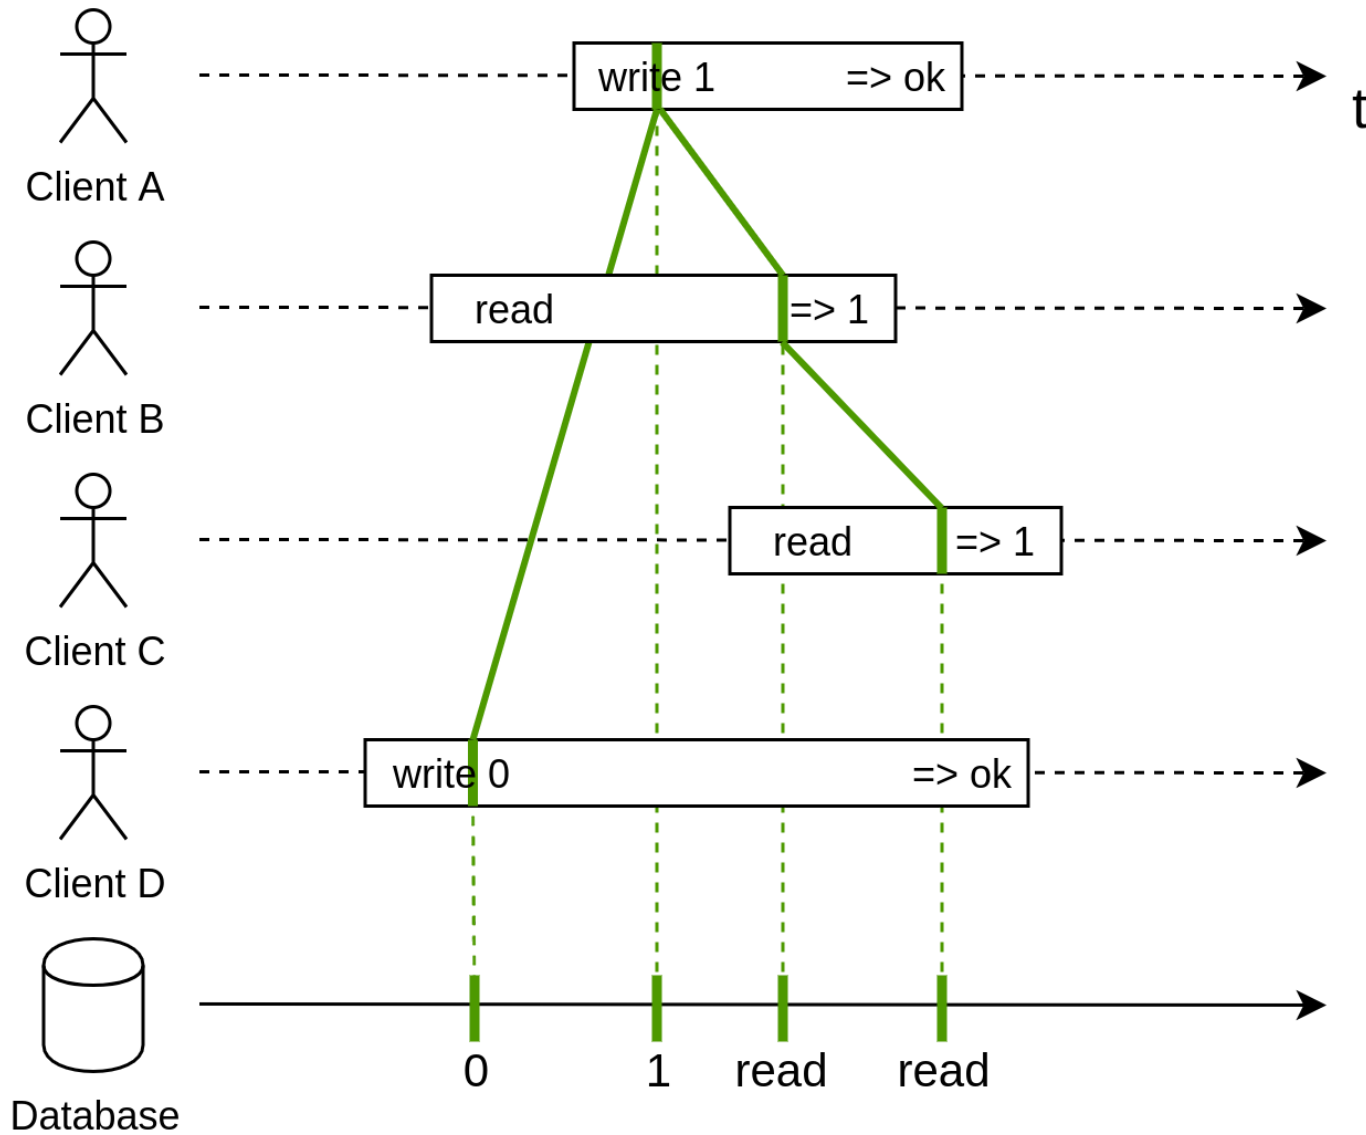 write 1 => ok
t
Client A
read => 1
Client B
read => 1
Client C
write 0 => ok
Client D
0 1 read read
Database